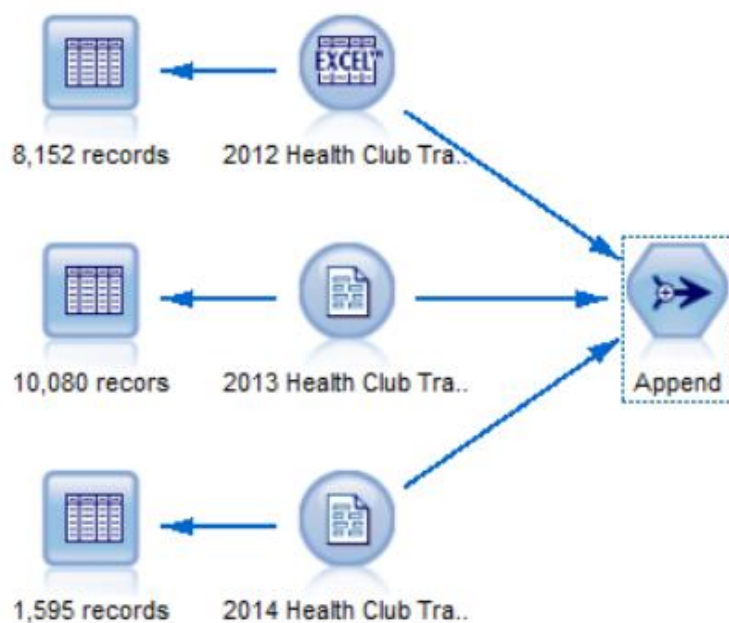 EXCEL™
8,152 records
2012 Health Club Tra..
10,080 recors
2013 Health Club Tra..
Append
1,595 records
2014 Health Club Tra..